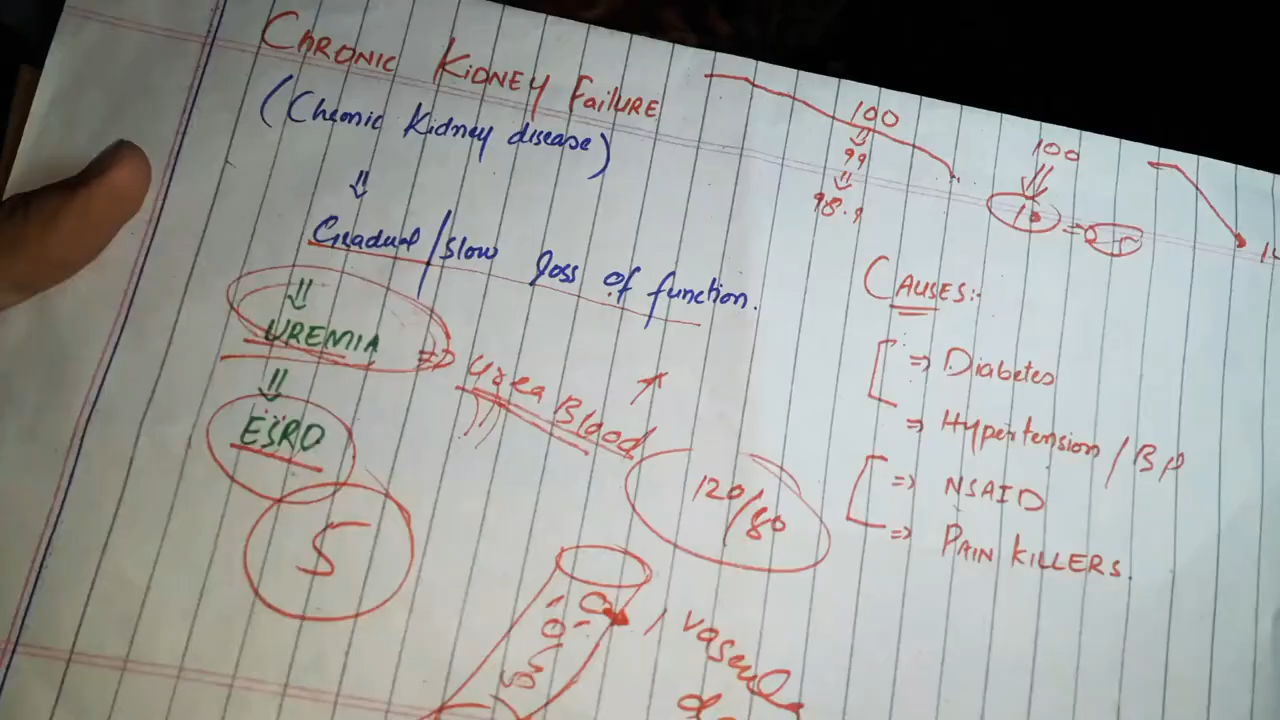 CHRONIC KIDNEY FAILURE
(Chronic Kidney disease)
⇓
Gradual/Slow loss of function.
⇓
UREMIA ⇒ Urea Blood ↑
⇓
ESRD
5
120/80
100
⇓
99
⇓
98.9
100
10 ⇒
CAUSES:-
⇒ Diabetes
⇒ Hypertension/BP
⇒ NSAID
⇒ PAIN KILLERS.